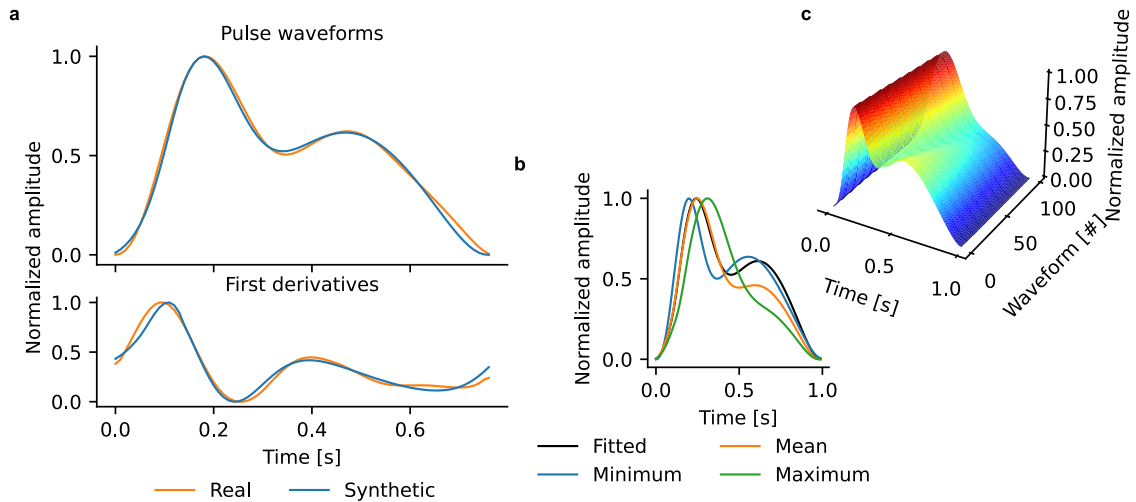 a
Pulse waveforms
1.0
0.5
0.0
Normalized amplitude
First derivatives
1.0
0.5
0.0
0.0 0.2 0.4 0.6
Time [s]
Real Synthetic
b
Normalized amplitude
1.0
0.5
0.0
0.0 0.5 1.0
Time [s]
Fitted Mean
Minimum Maximum
c
Normalized amplitude
1.00
0.75
0.50
0.25
0.00
100
50
0
Waveform [#]
0.0
0.5
1.0
Time [s]